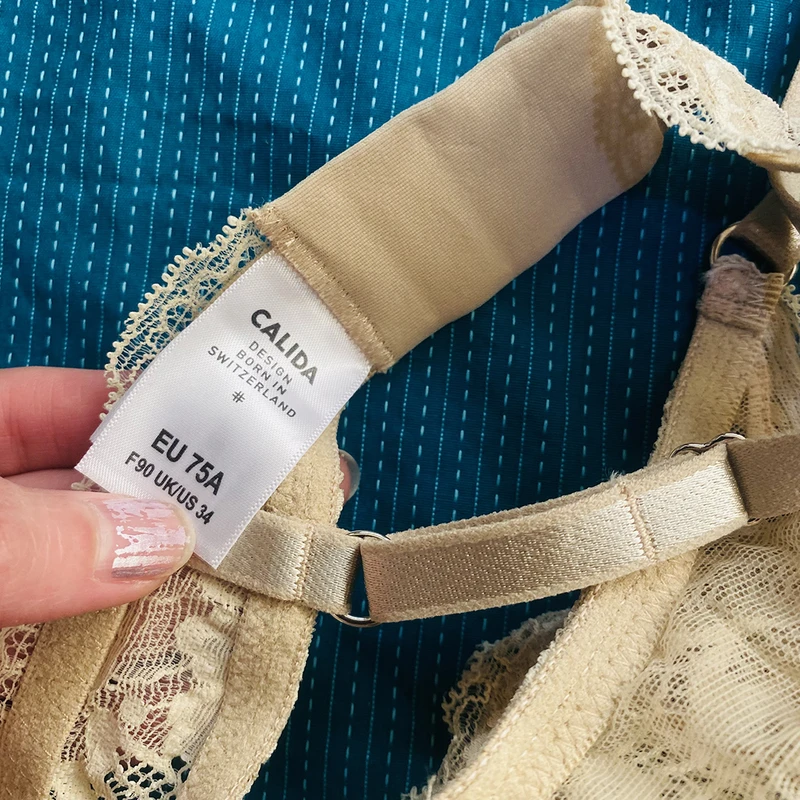 CALIDA
DESIGN
BORN IN
SWITZERLAND
#
EU 75A
F90 UK/US 34